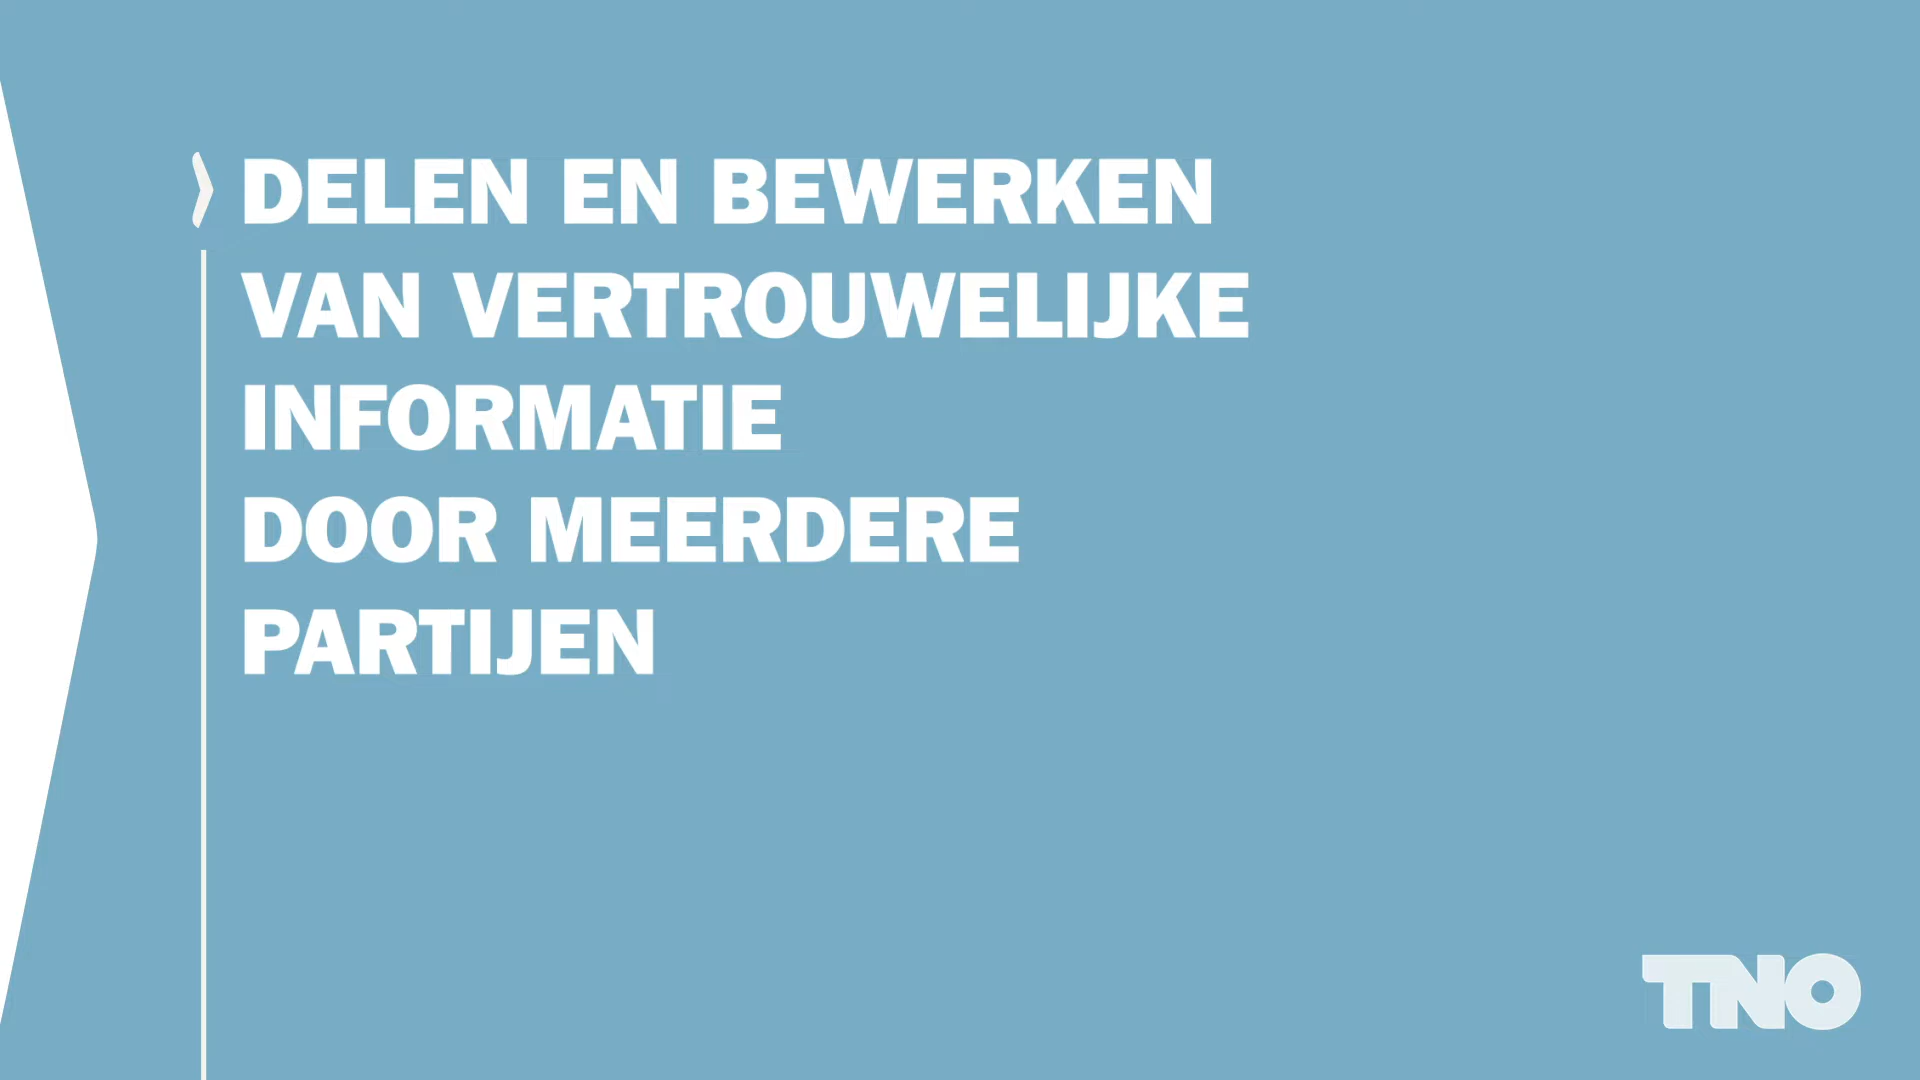 DELEN EN BEWERKEN
VAN VERTROUWELIJKE
INFORMATIE
DOOR MEERDERE
PARTIJEN
TNO